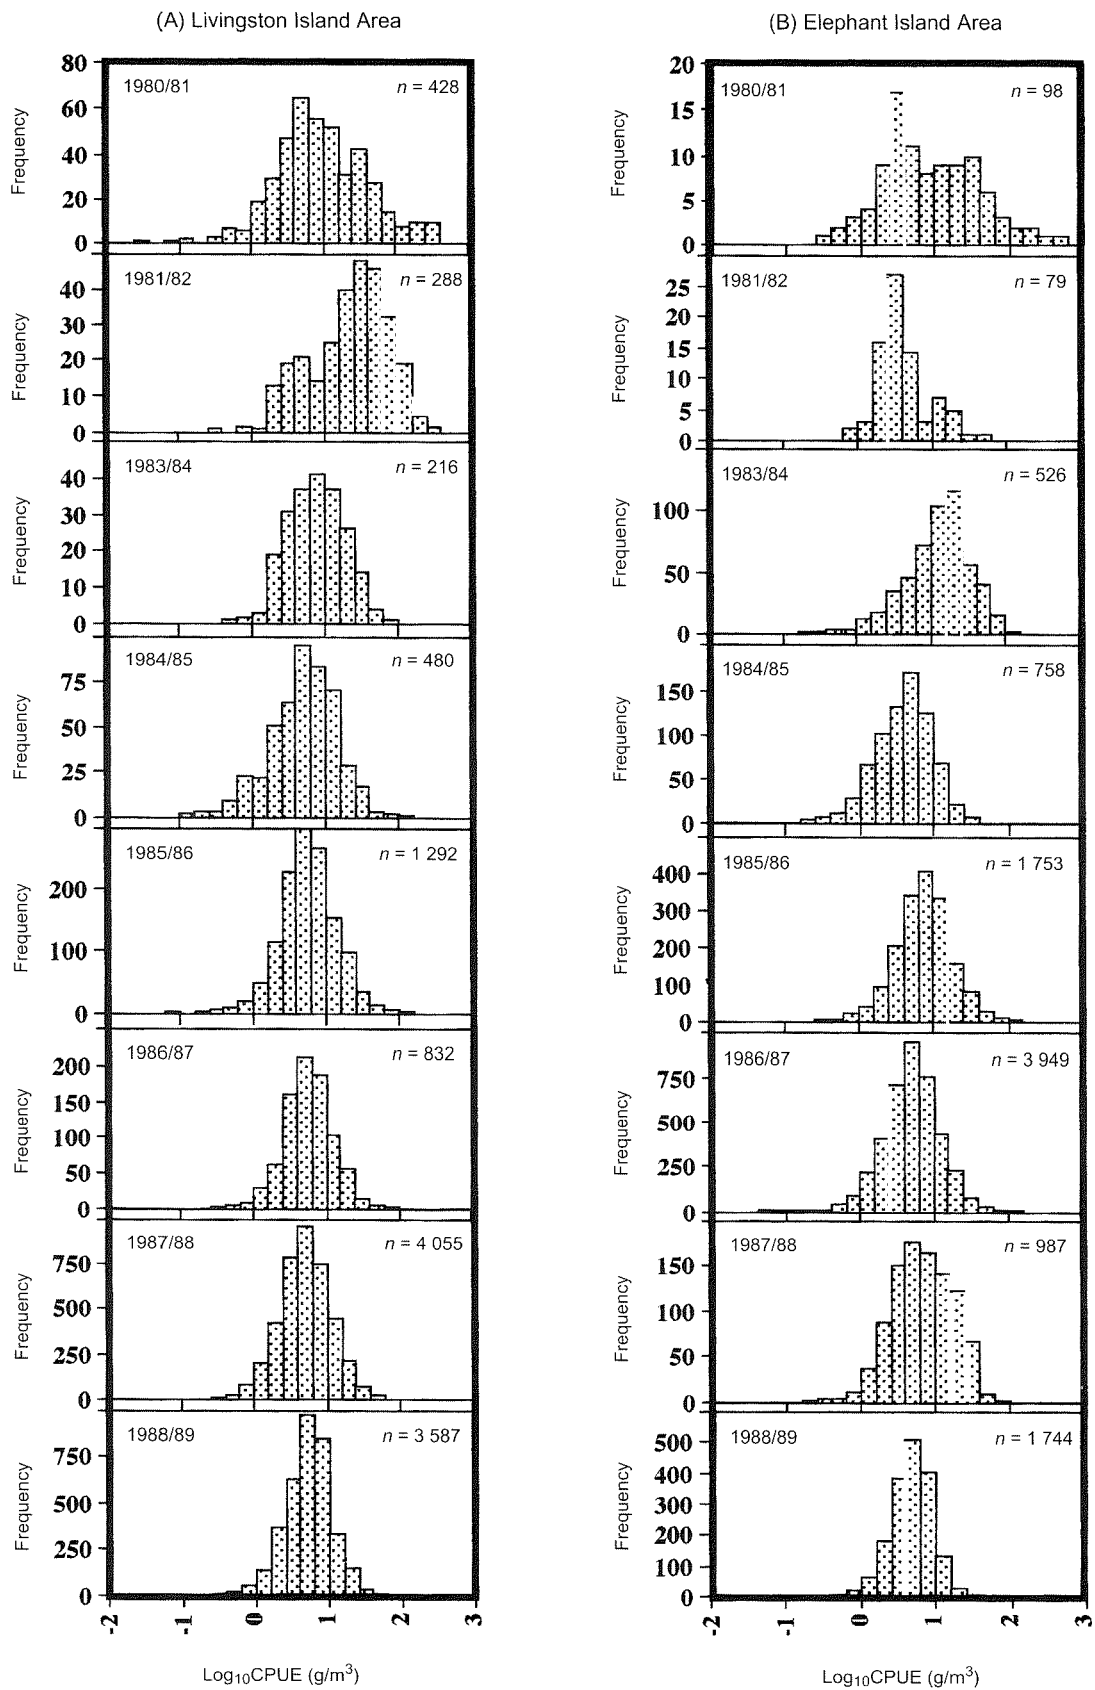 (A) Livingston Island Area
80
60
40
20
0
Frequency
1980/81
n = 428
40
30
20
10
0
Frequency
1981/82
n = 288
40
30
20
10
0
Frequency
1983/84
n = 216
75
50
25
0
Frequency
1984/85
n = 480
200
100
0
Frequency
1985/86
n = 1 292
200
150
100
50
0
Frequency
1986/87
n = 832
750
500
250
0
Frequency
1987/88
n = 4 055
750
500
250
0
Frequency
1988/89
n = 3 587
-2
-1
0
1
2
3
Log10CPUE (g/m³)
(B) Elephant Island Area
20
15
10
5
0
Frequency
1980/81
n = 98
25
20
15
10
5
0
Frequency
1981/82
n = 79
100
50
0
Frequency
1983/84
n = 526
150
100
50
0
Frequency
1984/85
n = 758
400
300
200
100
0
Frequency
1985/86
n = 1 753
750
500
250
0
Frequency
1986/87
n = 3 949
150
100
50
0
Frequency
1987/88
n = 987
500
400
300
200
100
0
Frequency
1988/89
n = 1 744
-2
-1
0
1
2
3
Log10CPUE (g/m³)